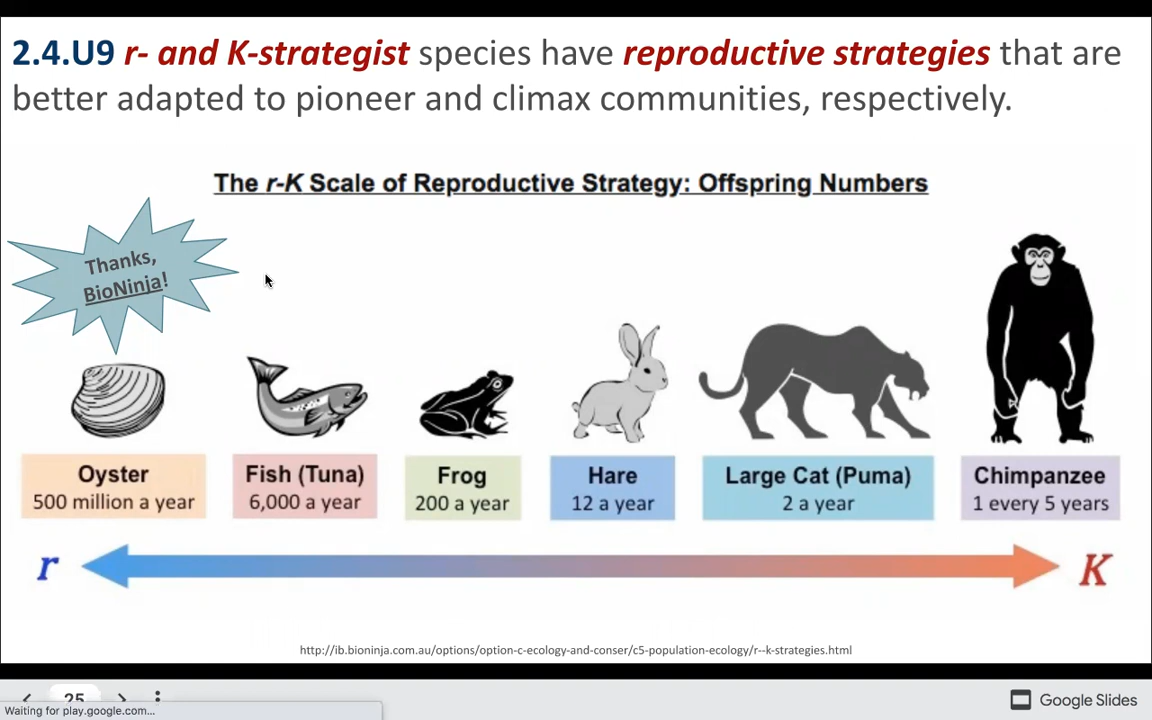 2.4.U9 r- and K-strategist species have reproductive strategies that are
better adapted to pioneer and climax communities, respectively.
The r-K Scale of Reproductive Strategy: Offspring Numbers
Thanks,
BioNinja!
Oyster
500 million a year
Fish (Tuna)
6,000 a year
Frog
200 a year
Hare
12 a year
Large Cat (Puma)
2 a year
Chimpanzee
1 every 5 years
r
K
http://ib.bioninja.com.au/options/option-c-ecology-and-conser/c5-population-ecology/r--k-strategies.html
25
Waiting for play.google.com...
Google Slides